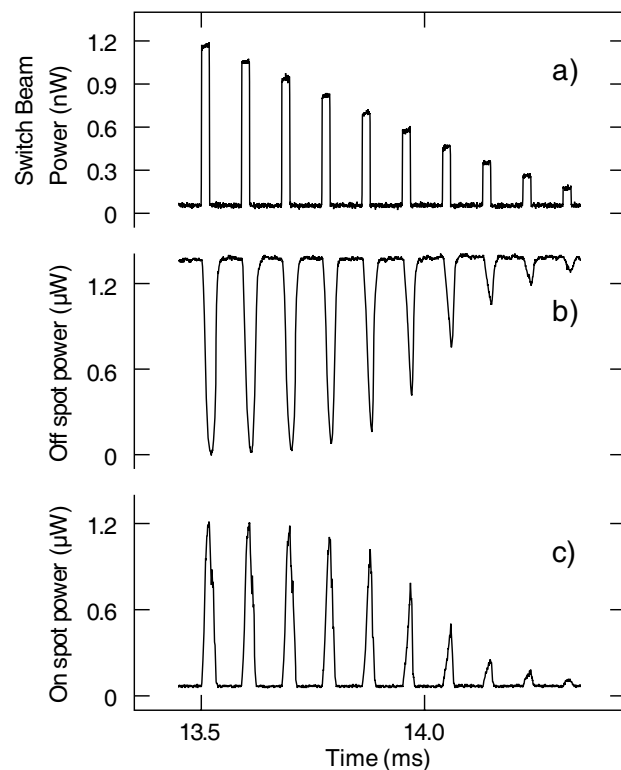 Switch Beam
Power (nW)
1.2
0.9
0.6
0.3
0
a)
Off spot power (µW)
1.2
0.6
0
b)
On spot power (µW)
1.2
0.6
0
c)
13.5
14.0
Time (ms)